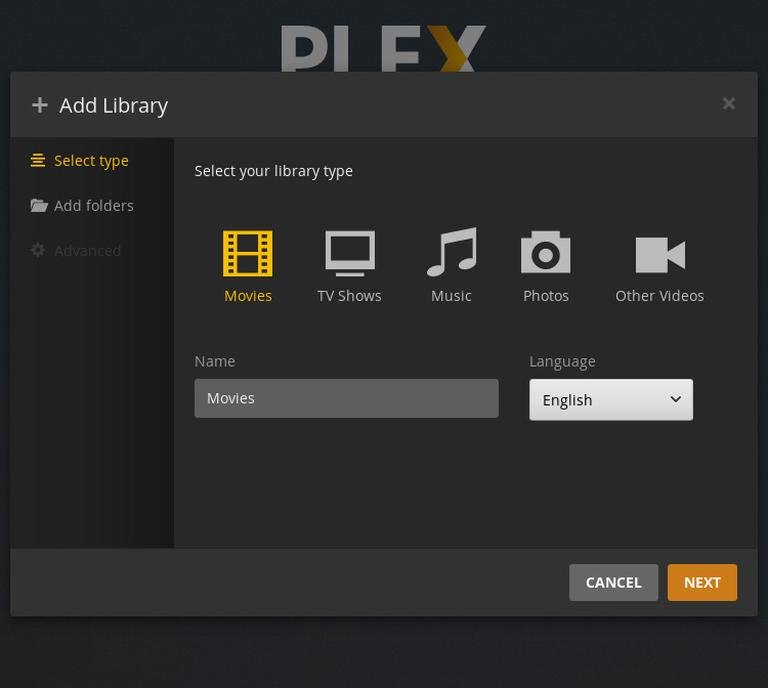 PLEX
Add Library
Select type
Add folders
Advanced
Select your library type
Movies
TV Shows
Music
Photos
Other Videos
Name
Language
Movies
English
CANCEL
NEXT